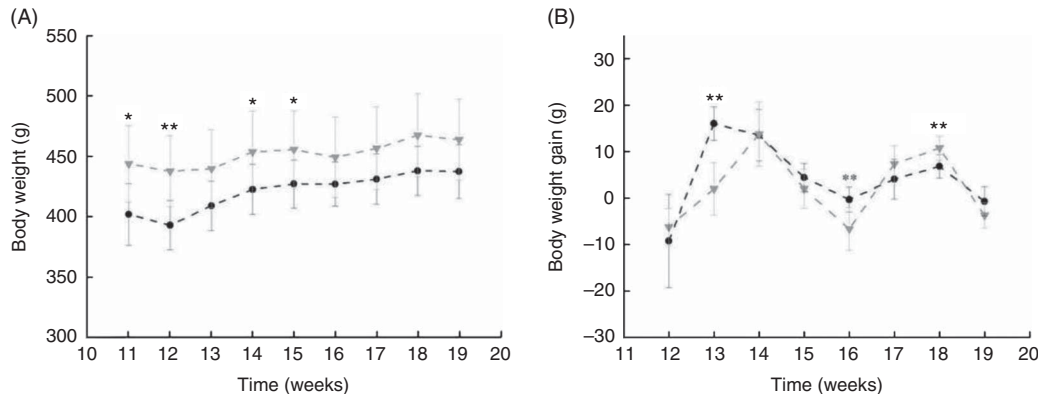 (A)
Body weight (g)
550
500
450
400
350
300
* ** * *
10 11 12 13 14 15 16 17 18 19 20
Time (weeks)
(B)
Body weight gain (g)
30
20
10
0
–10
–20
–30
** ** **
11 12 13 14 15 16 17 18 19 20
Time (weeks)